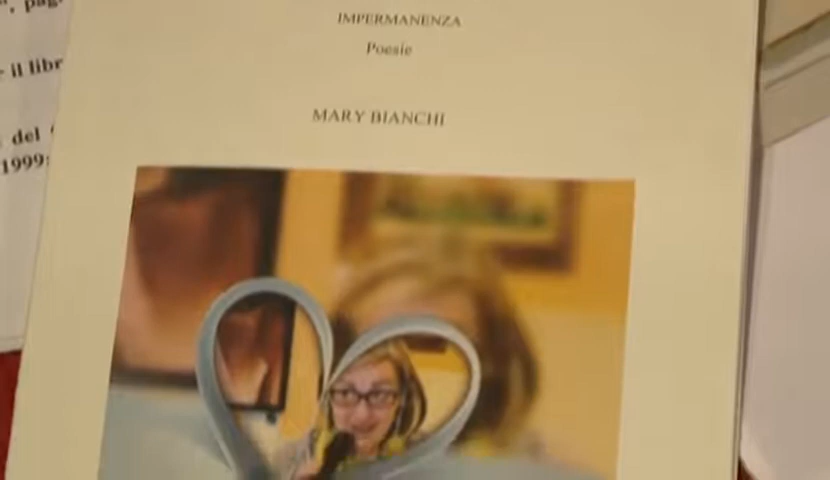 IMPERMANENZA
Poesie
MARY BIANCHI
il libr
del
1999: